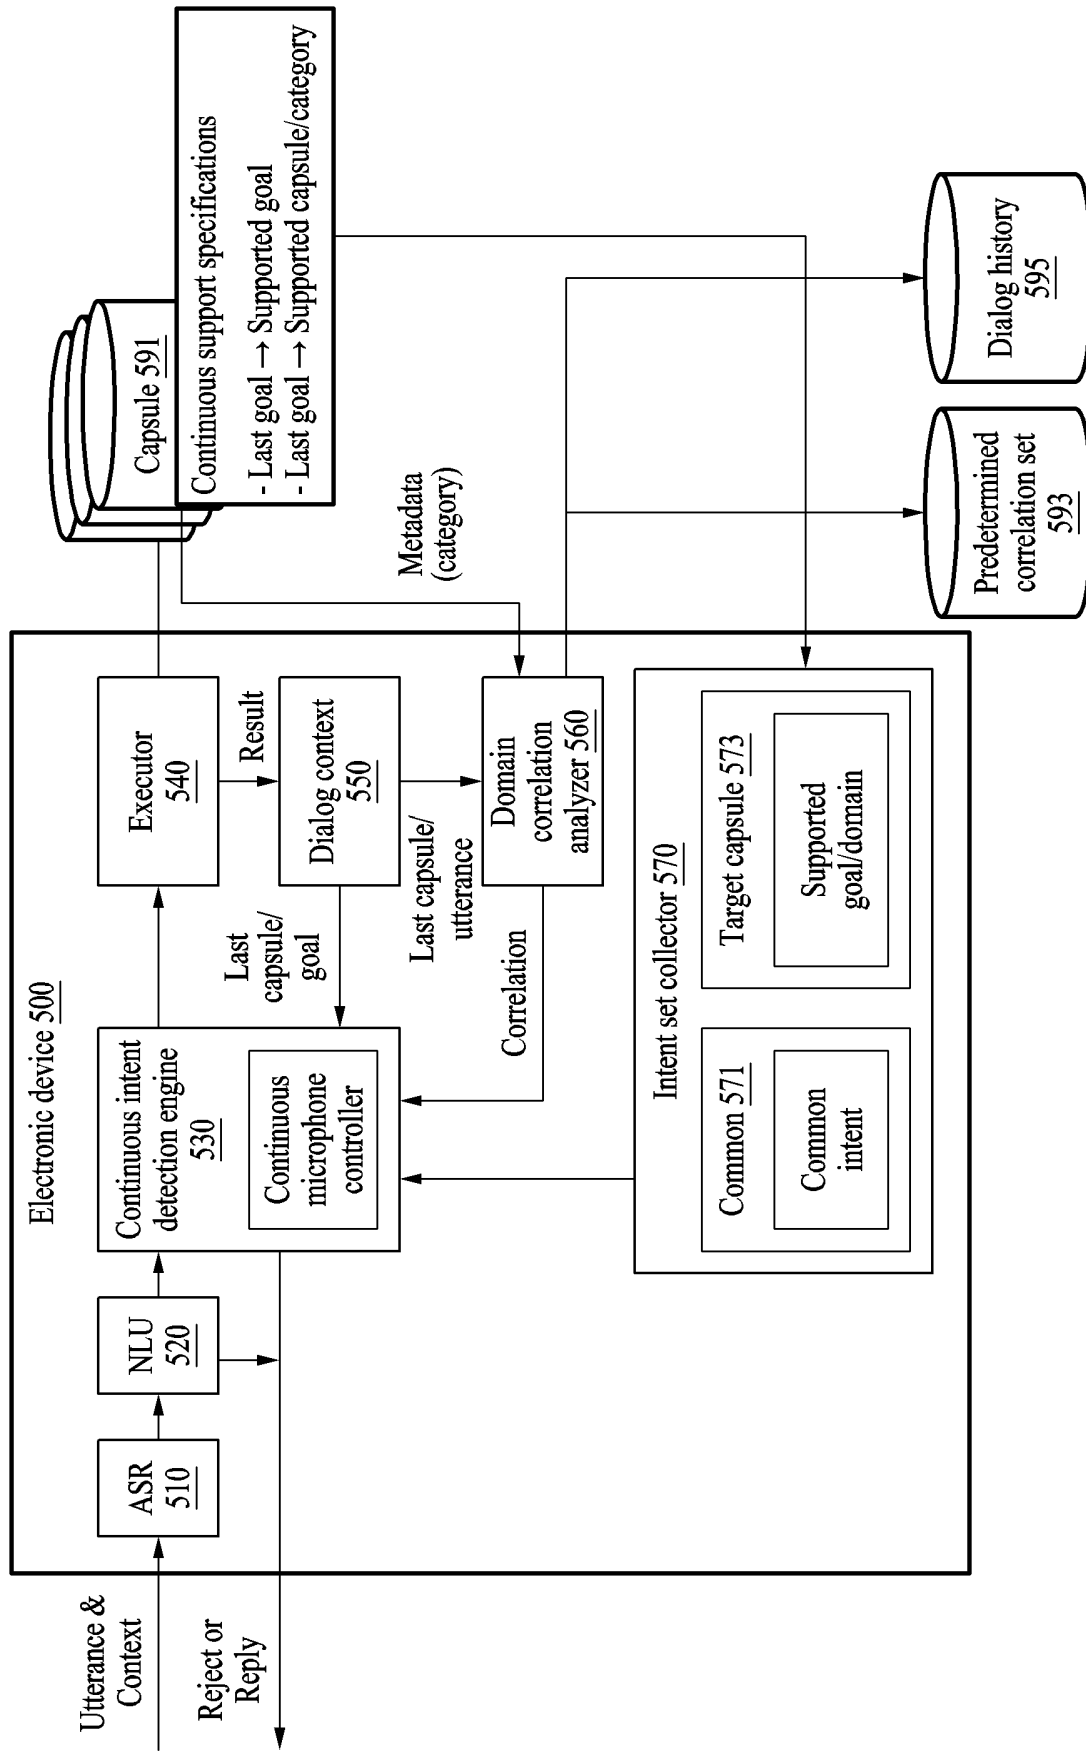 Electronic device 500
Utterance &
Context
Reject or
Reply
ASR
510
NLU
520
Continuous intent
detection engine
530
Continuous
microphone
controller
Executor
540
Result
Last
capsule/
goal
Dialog context
550
Last capsule/
utterance
Domain
correlation
analyzer 560
Correlation
Intent set collector 570
Common 571
Common
intent
Target capsule 573
Supported
goal/domain
Capsule 591
Continuous support specifications
- Last goal → Supported goal
- Last goal → Supported capsule/category
Metadata
(category)
Predetermined
correlation set
593
Dialog history
595